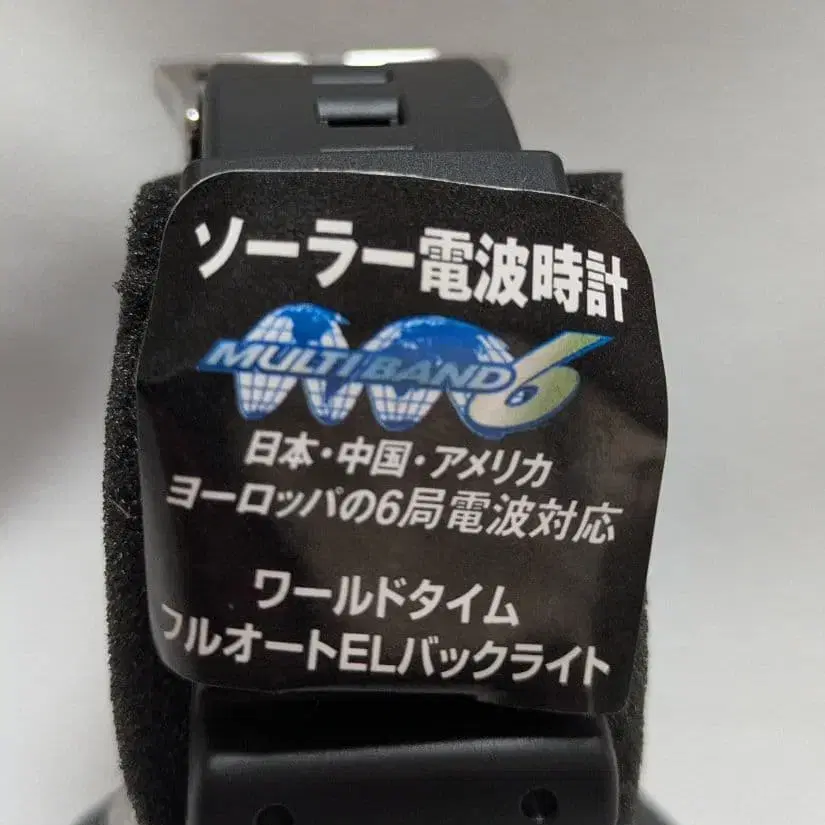 ソーラー電波時計
MULTI BAND 6
日本・中国・アメリカ
ヨーロッパの6局電波対応
ワールドタイム
フルオートELバックライト